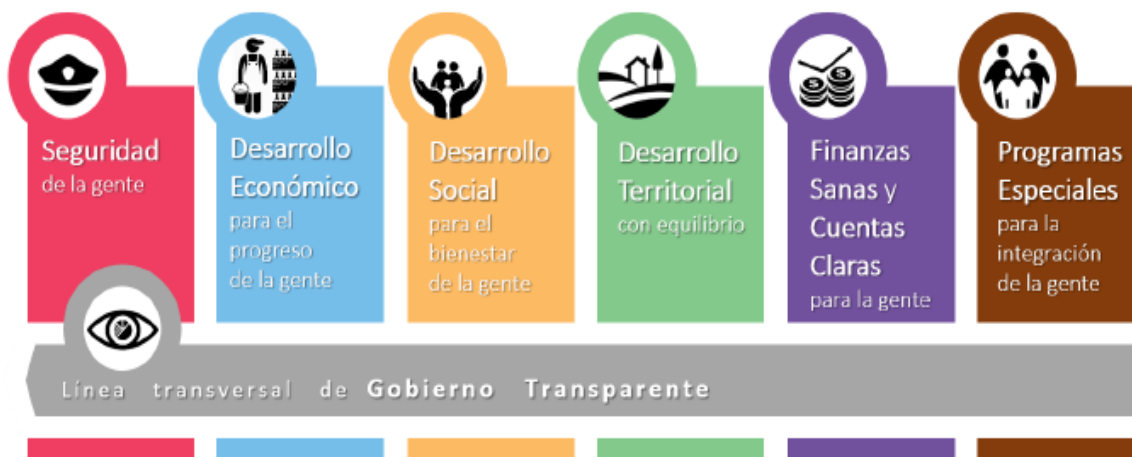 Seguridad
de la gente
Desarrollo
Económico
para el
progreso
de la gente
Desarrollo
Social
para el
bienestar
de la gente
Desarrollo
Territorial
con equilibrio
Finanzas
Sanas y
Cuentas
Claras
para la gente
Programas
Especiales
para la
integración
de la gente
Línea transversal de Gobierno Transparente